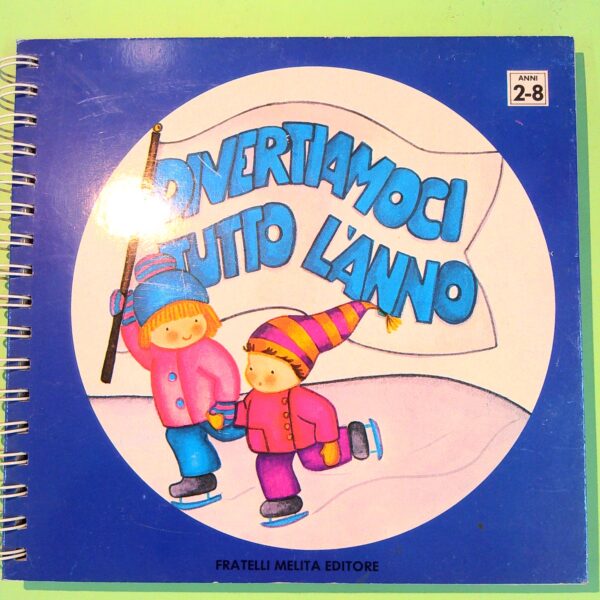 ANNI
2-8
DIVERTIAMOCI
TUTTO L'ANNO
FRATELLI MELITA EDITORE